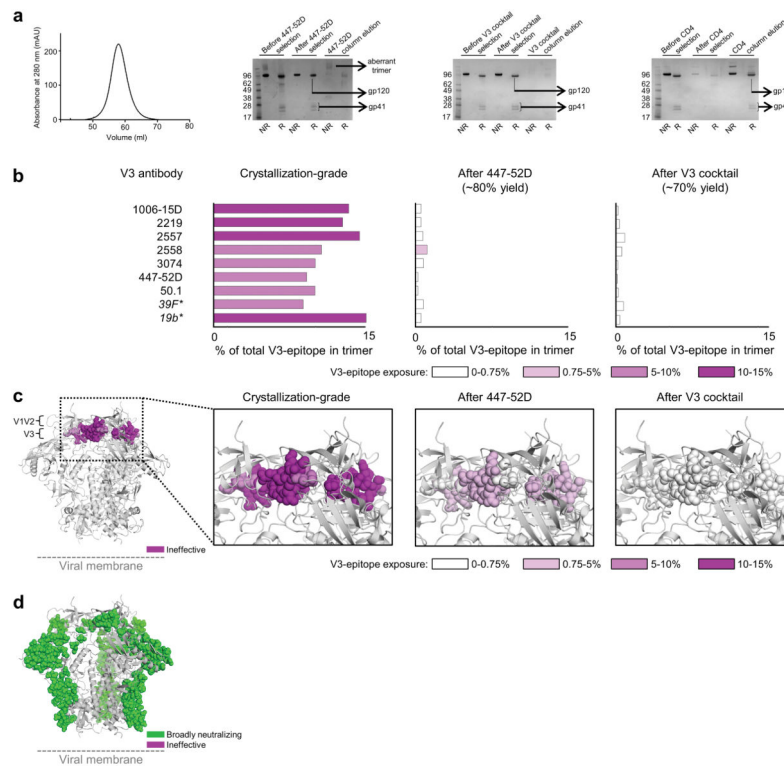 a
Absorbance at 280 nm (mAU)
200
150
100
50
0
40 50 60 70 80
Volume (ml)
Before 447-52D
selection
After 447-52D
selection
447-52D
column elution
96
62
49
38
28
17
NR R NR R NR R
aberrant
trimer
gp120
gp41
Before V3 cocktail
selection
After V3 cocktail
selection
V3 cocktail
column elution
96
62
49
38
28
17
NR R NR R NR R
gp120
gp41
Before CD4
selection
After CD4
selection
CD4
column elution
96
62
49
38
28
17
NR R NR R NR R
gp1
gp4
b
V3 antibody
Crystallization-grade
After 447-52D
(~80% yield)
After V3 cocktail
(~70% yield)
1006-15D
2219
2557
2558
3074
447-52D
50.1
39F*
19b*
0 15
0 15
0 15
% of total V3-epitope in trimer
% of total V3-epitope in trimer
% of total V3-epitope in trimer
V3-epitope exposure: 0-0.75% 0.75-5% 5-10% 10-15%
c
Crystallization-grade
After 447-52D
After V3 cocktail
V1V2
V3
Ineffective
Viral membrane
V3-epitope exposure: 0-0.75% 0.75-5% 5-10% 10-15%
d
Broadly neutralizing
Ineffective
Viral membrane